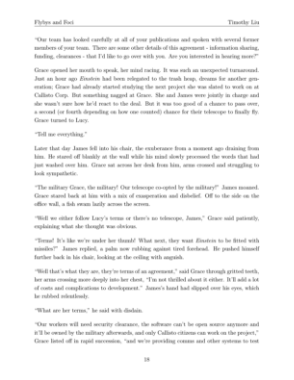 Flybys and Foci Timothy Liu
"Our team has looked carefully at all of your publications and spoken with several former
members of your team. There are some other details of this agreement - information sharing,
funding, clearances - that I'd like to go over with you. Are you interested in hearing more?"
Grace opened her mouth to speak, her mind racing. It was such an unexpected turnaround.
Just an hour ago Einstein had been relegated to the trash heap, dreams for another gen-
eration; Grace had already started studying the next project she was slated to work on at
Callisto Corp. But something nagged at Grace. She and James were jointly in charge and
she wasn't sure how he'd react to the deal. But it was too good of a chance to pass over,
a second (or fourth depending on how one counted) chance for their telescope to finally fly.
Grace turned to Lucy.
"Tell me everything."
Later that day James fell into his chair, the exuberance from a moment ago draining from
him. He stared off blankly at the wall while his mind slowly processed the words that had
just washed over him. Grace sat across her desk from him, arms crossed and struggling to
look sympathetic.
"The military Grace, the military! Our telescope co-opted by the military?" James moaned.
Grace stared back at him with a mix of exasperation and disbelief. Off to the side on the
office wall, a fish swam lazily across the screen.
"Well we either follow Lucy's terms or there's no telescope, James," Grace said patiently,
explaining what she thought was obvious.
"Terms! It's like we're under her thumb! What next, they want Einstein to be fitted with
missiles?" James replied, a palm now rubbing against tired forehead. He pushed himself
further back in his chair, looking at the ceiling with anguish.
"Well that's what they are, they're terms of an agreement," said Grace through gritted teeth,
her arms crossing more deeply into her chest, "I'm not thrilled about it either. It'll add a lot
of costs and complications to development." James's hand had slipped over his eyes, which
he rubbed relentlessly.
"What are her terms," he said with disdain.
"Our workers will need security clearance, the software can't be open source anymore and
it'll be owned by the military afterwards, and only Callisto citizens can work on the project,"
Grace listed off in rapid succession, "and we're providing comms and other systems to test
18